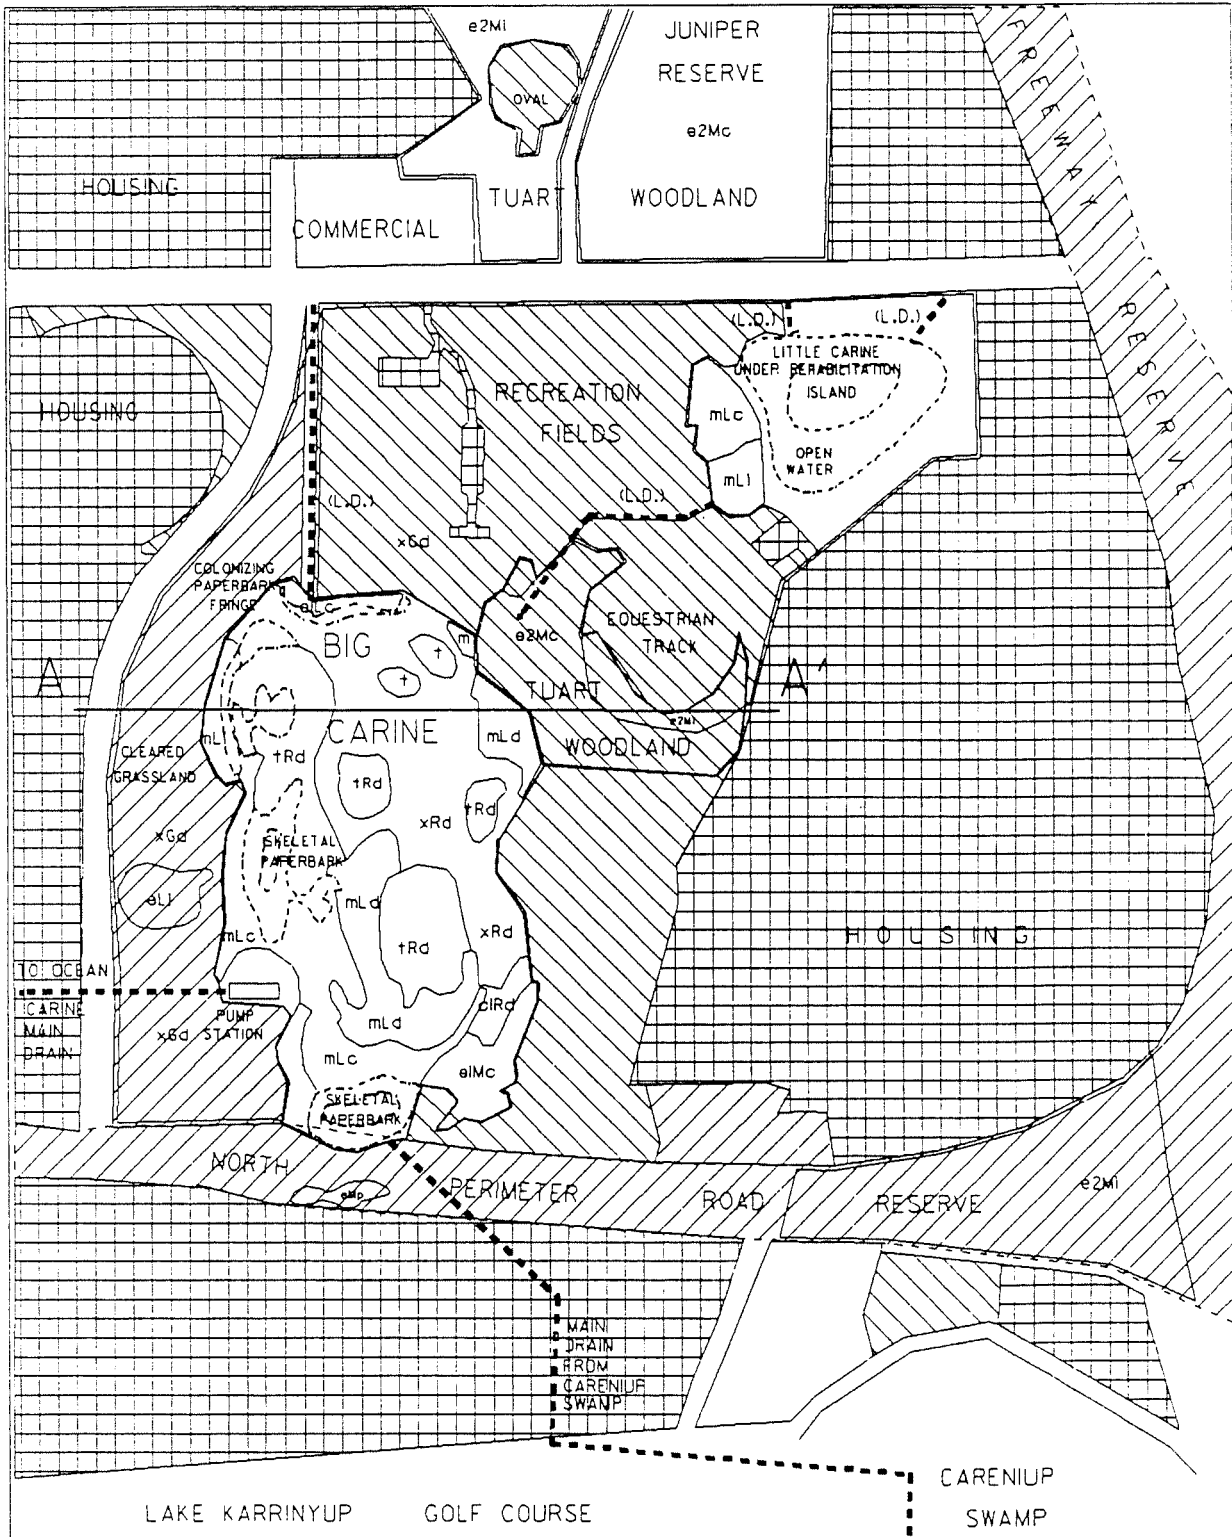 e2Mi
JUNIPER
RESERVE
FREEWAY RESERVE
OVAL
e2Mc
HOUSING
TUART
WOODLAND
COMMERCIAL
(L.D.)
(L.D.)
LITTLE CARINE
UNDER REHABILITATION
ISLAND
HOUSING
RECREATION
FIELDS
mLc
OPEN
WATER
mLi
(L.D.)
(L.D.)
xGd
COLONIZING
PAPERBARK
FRINGE
BIG
m
e2Mc
EQUESTRIAN
TRACK
t
t
A
A'
TUART
e2Mi
CARINE
mL
tRd
mLd
WOODLAND
CLEARED
GRASSLAND
tRd
tRd
xRd
xGd
SKELETAL
PAPERBARK
eLi
mLd
mLc
tRd
xRd
HOUSING
TO OCEAN
CARINE
MAIN
DRAIN
PUMP
STATION
xGd
mLd
clRd
mLc
elMc
SKELETAL
PAPERBARK
NORTH
PERIMETER
ROAD
RESERVE
e2Mi
MAIN
DRAIN
FROM
CARENIUP
SWAMP
LAKE KARRINYUP
GOLF COURSE
CARENIUP
SWAMP